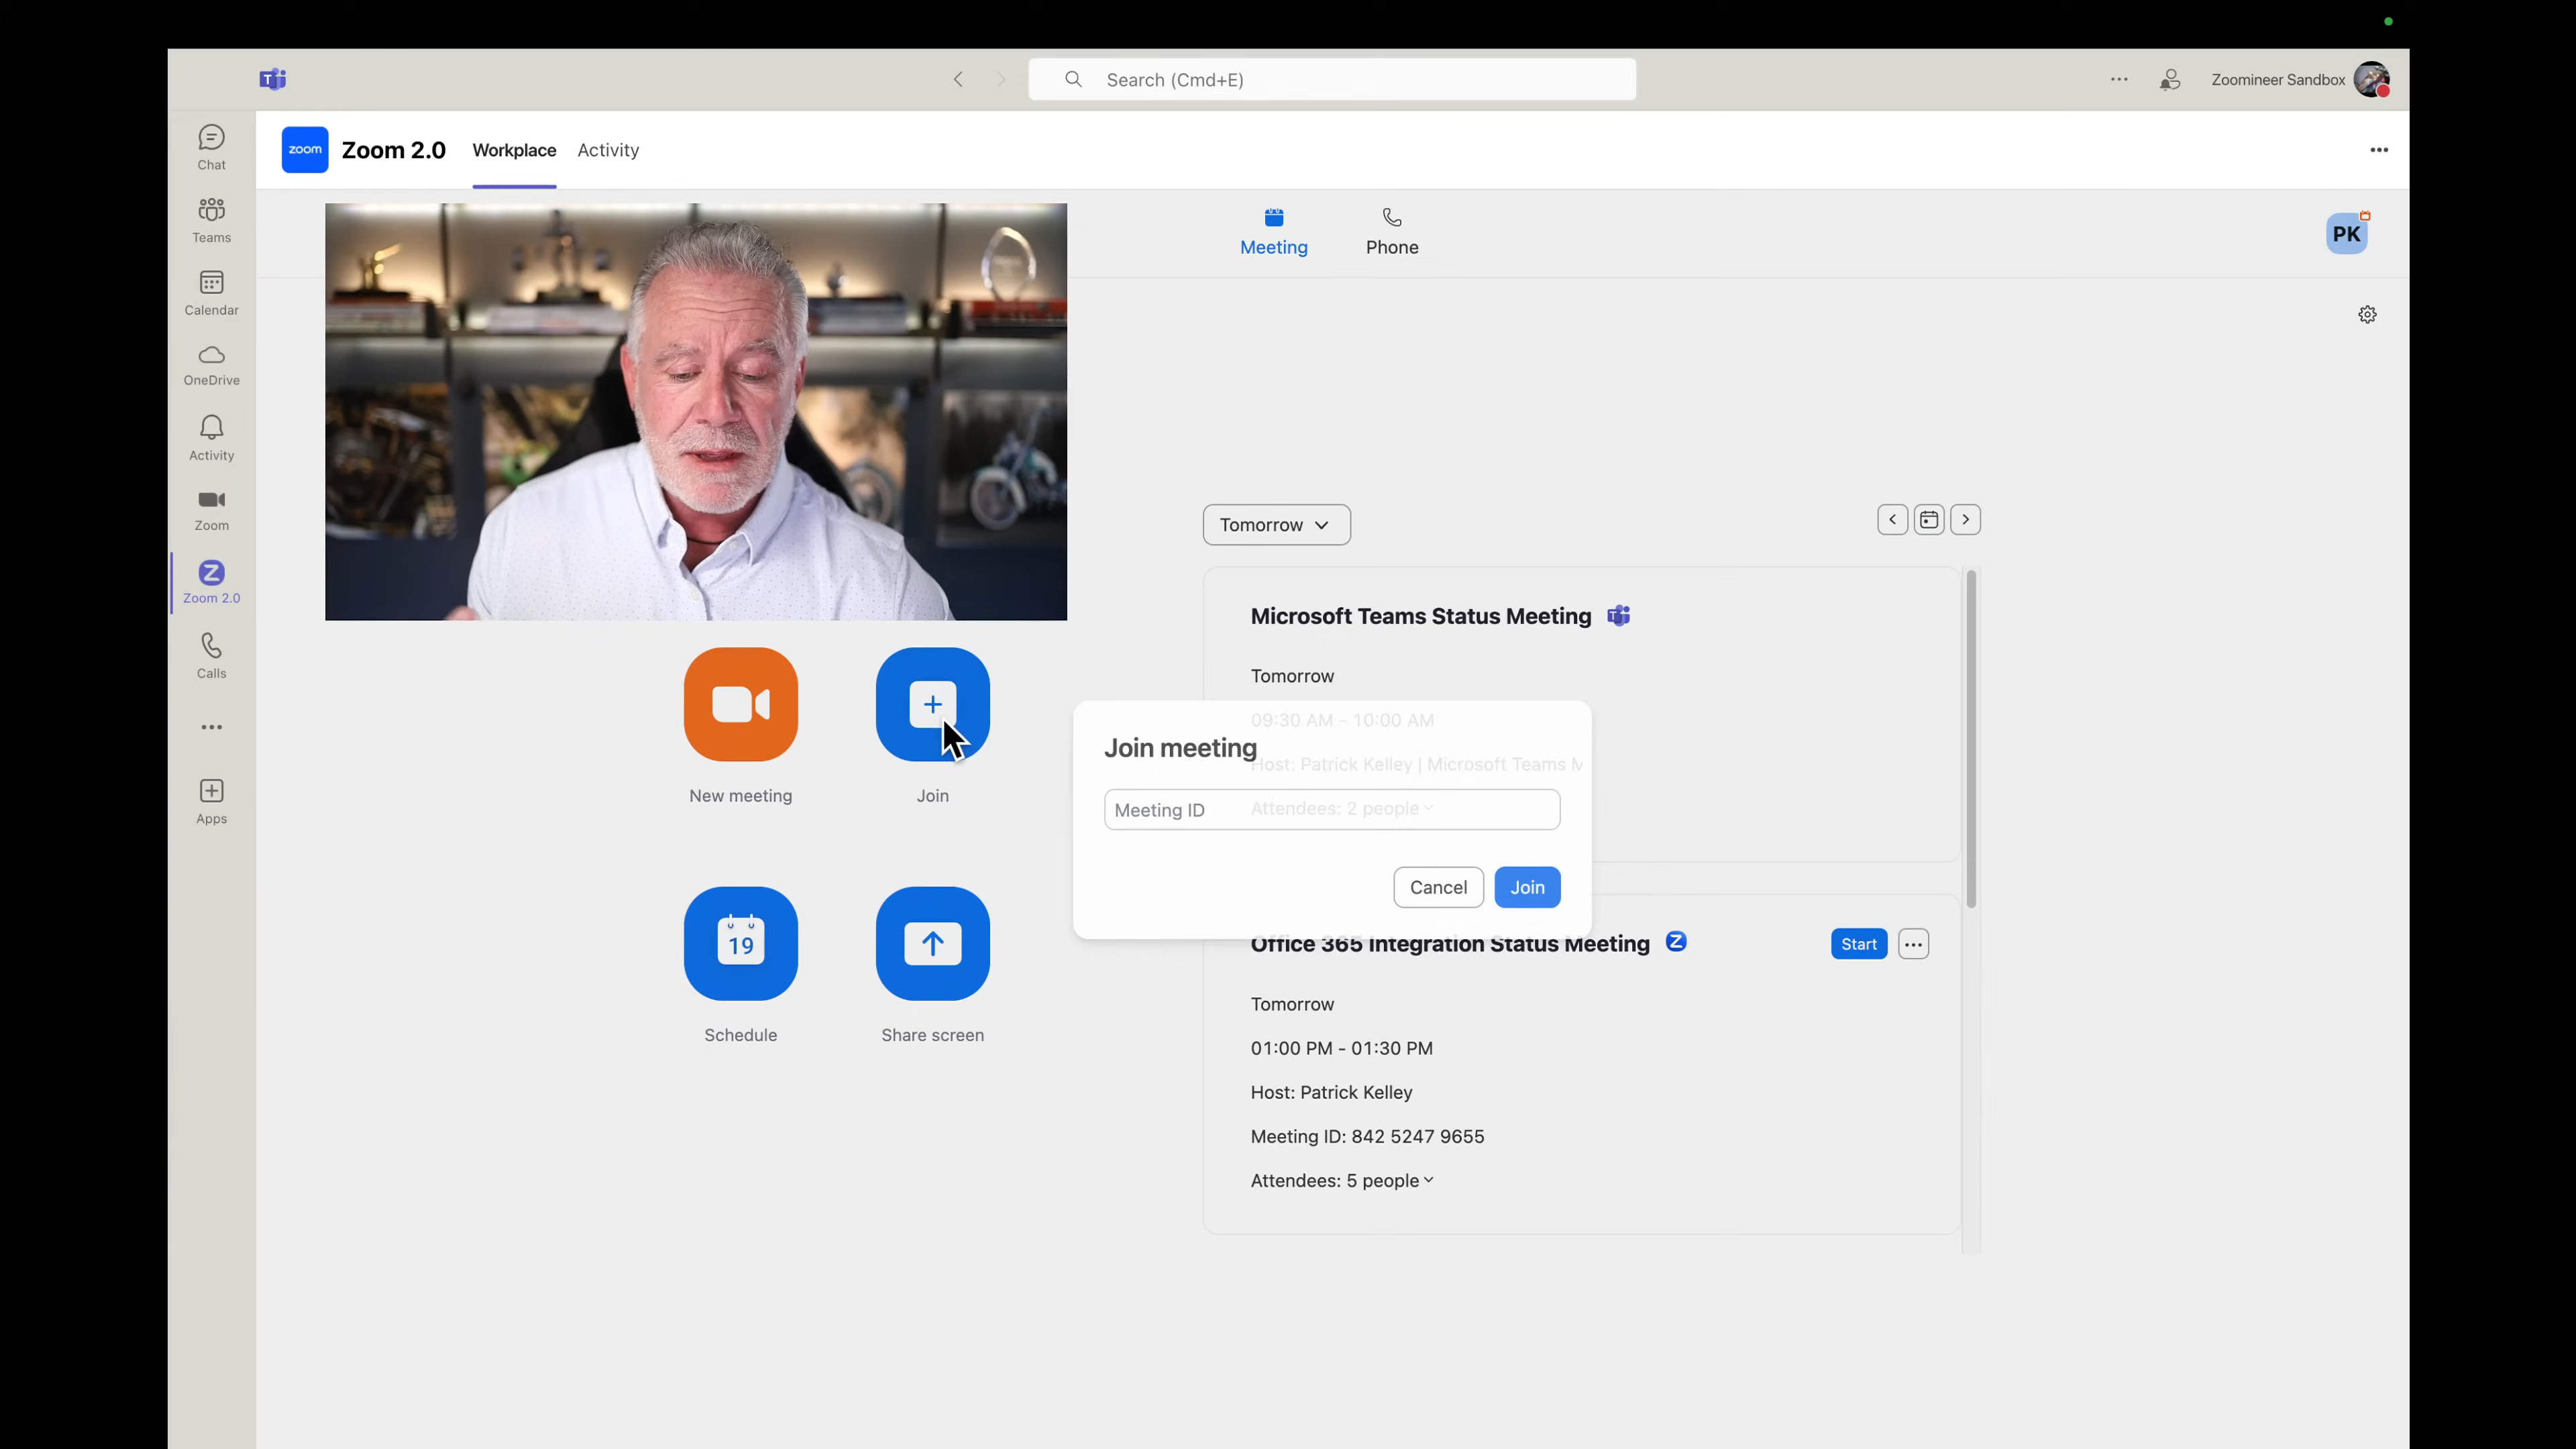 Search (Cmd+E)
Zoomineer Sandbox
zoom
Zoom 2.0
Workplace
Activity
Chat
Teams
Calendar
OneDrive
Activity
Zoom
Zoom 2.0
Calls
Apps
Meeting
Phone
PK
New meeting
Join
19
Schedule
Share screen
Tomorrow
Microsoft Teams Status Meeting
Tomorrow
09:30 AM - 10:00 AM
Host: Patrick Kelley | Microsoft Teams M
Attendees: 2 people
Join meeting
Meeting ID
Cancel
Join
Office 365 Integration Status Meeting
Start
Tomorrow
01:00 PM - 01:30 PM
Host: Patrick Kelley
Meeting ID: 842 5247 9655
Attendees: 5 people